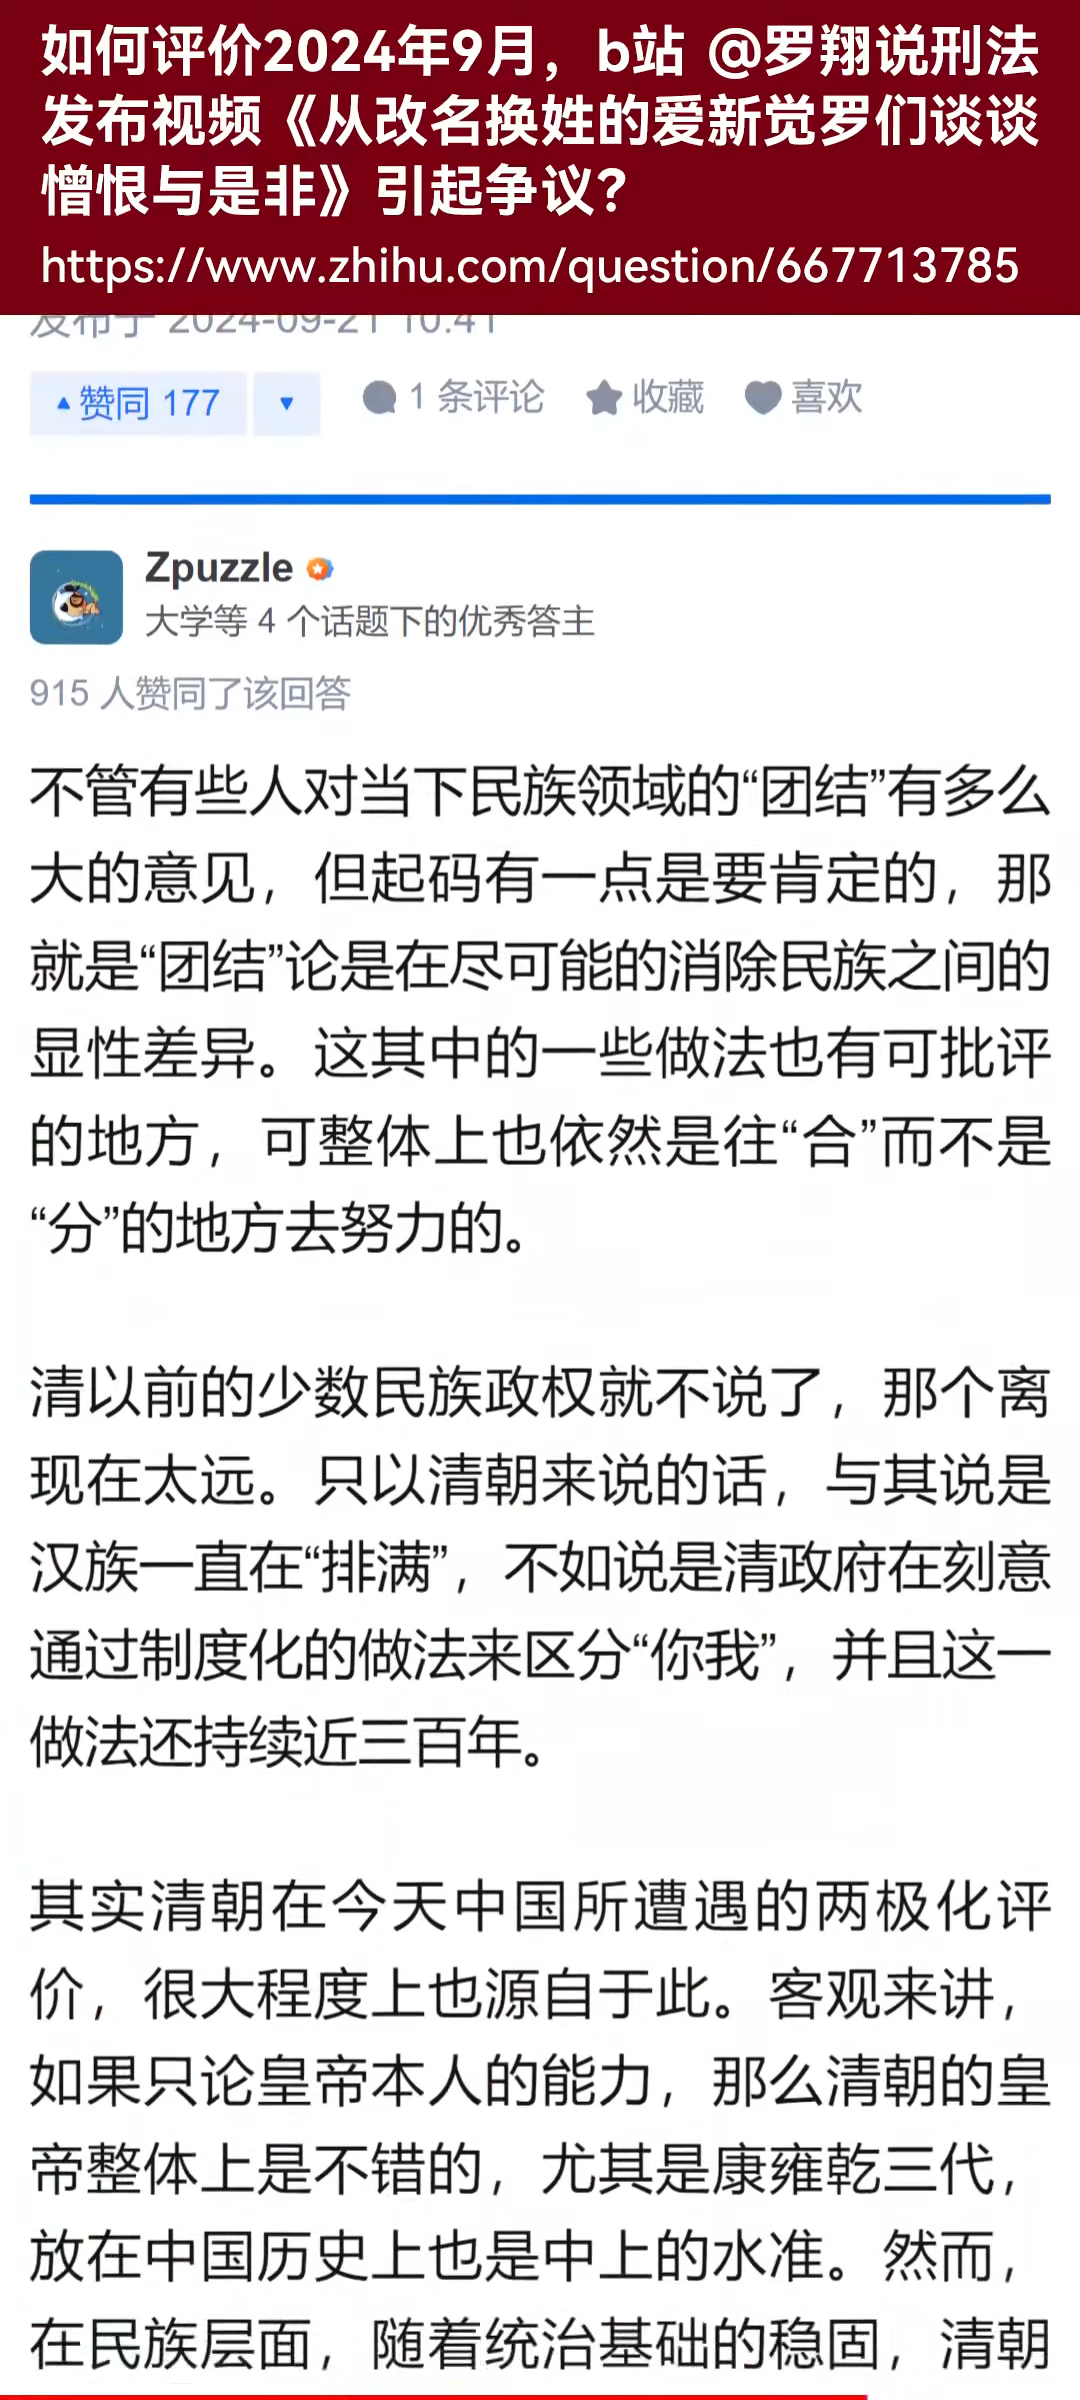 如何评价2024年9月，b站 @罗翔说刑法
发布视频《从改名换姓的爱新觉罗们谈谈
憎恨与是非》引起争议？
https://www.zhihu.com/question/667713785
发布于 2024-09-21 10:41
赞同 177
1 条评论
收藏
喜欢
Zpuzzle
大学等 4 个话题下的优秀答主
915 人赞同了该回答
不管有些人对当下民族领域的“团结”有多么
大的意见，但起码有一点是要肯定的，那
就是“团结”论是在尽可能的消除民族之间的
显性差异。这其中的一些做法也有可批评
的地方，可整体上也依然是往“合”而不是
“分”的地方去努力的。
清以前的少数民族政权就不说了，那个离
现在太远。只以清朝来说的话，与其说是
汉族一直在“排满”，不如说是清政府在刻意
通过制度化的做法来区分“你我”，并且这一
做法还持续近三百年。
其实清朝在今天中国所遭遇的两极化评
价，很大程度上也源自于此。客观来讲，
如果只论皇帝本人的能力，那么清朝的皇
帝整体上是不错的，尤其是康雍乾三代，
放在中国历史上也是中上的水准。然而，
在民族层面，随着统治基础的稳固，清朝